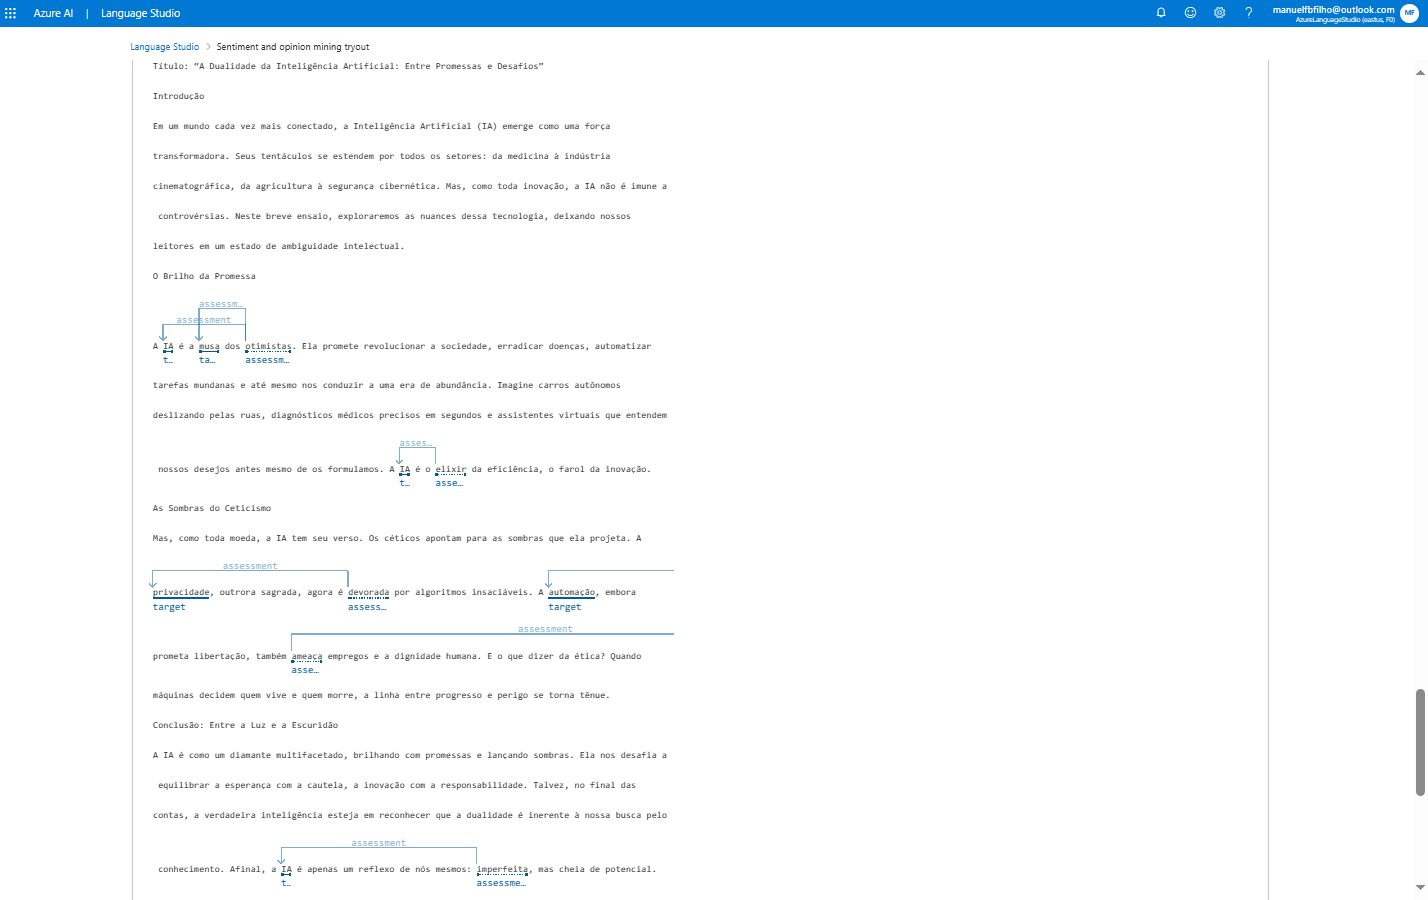 Azure AI | Language Studio
manuelfbfilho@outlook.com
AzureLanguageStudio (eastus, F0)
MF
Language Studio > Sentiment and opinion mining tryout
Título: “A Dualidade da Inteligência Artificial: Entre Promessas e Desafios”
Introdução
Em um mundo cada vez mais conectado, a Inteligência Artificial (IA) emerge como uma força
transformadora. Seus tentáculos se estendem por todos os setores: da medicina à indústria
cinematográfica, da agricultura à segurança cibernética. Mas, como toda inovação, a IA não é imune a
controvérsias. Neste breve ensaio, exploraremos as nuances dessa tecnologia, deixando nossos
leitores em um estado de ambiguidade intelectual.
O Brilho da Promessa
assessm…
assessment
A IA é a musa dos otimistas. Ela promete revolucionar a sociedade, erradicar doenças, automatizar
t… ta… assessm…
tarefas mundanas e até mesmo nos conduzir a uma era de abundância. Imagine carros autônomos
deslizando pelas ruas, diagnósticos médicos precisos em segundos e assistentes virtuais que entendem
asses…
nossos desejos antes mesmo de os formularmos. A IA é o elixir da eficiência, o farol da inovação.
t… asse…
As Sombras do Ceticismo
Mas, como toda moeda, a IA tem seu verso. Os céticos apontam para as sombras que ela projeta. A
assessment
privacidade, outrora sagrada, agora é devorada por algoritmos insaciáveis. A automação, embora
target assess… target
assessment
prometa libertação, também ameaça empregos e a dignidade humana. E o que dizer da ética? Quando
asse…
máquinas decidem quem vive e quem morre, a linha entre progresso e perigo se torna tênue.
Conclusão: Entre a Luz e a Escuridão
A IA é como um diamante multifacetado, brilhando com promessas e lançando sombras. Ela nos desafia a
equilibrar a esperança com a cautela, a inovação com a responsabilidade. Talvez, no final das
contas, a verdadeira inteligência esteja em reconhecer que a dualidade é inerente à nossa busca pelo
assessment
conhecimento. Afinal, a IA é apenas um reflexo de nós mesmos: imperfeita, mas cheia de potencial.
t… assessme…